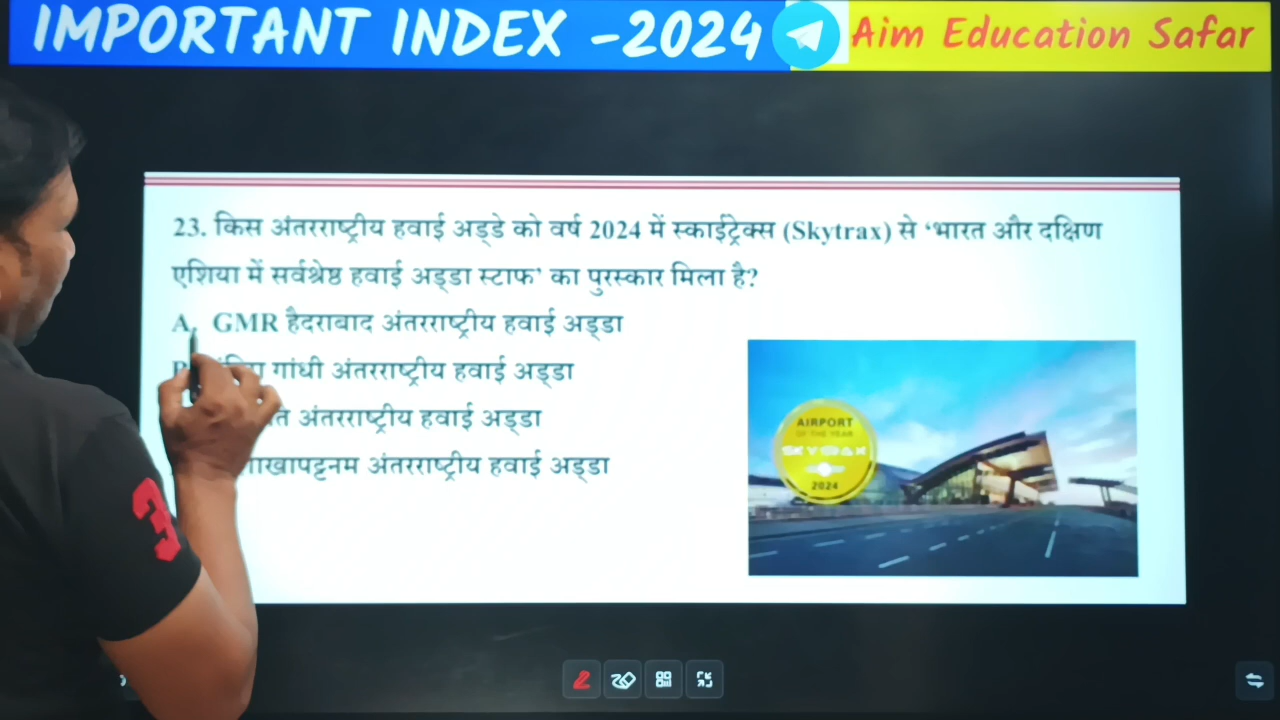 IMPORTANT INDEX -2024 Aim Education Safar
23. किस अंतरराष्ट्रीय हवाई अड्डे को वर्ष 2024 में स्काईट्रेक्स (Skytrax) से ‘भारत और दक्षिण
एशिया में सर्वश्रेष्ठ हवाई अड्डा स्टाफ’ का पुरस्कार मिला है?
A. GMR हैदराबाद अंतरराष्ट्रीय हवाई अड्डा
गांधी अंतरराष्ट्रीय हवाई अड्डा
अंतरराष्ट्रीय हवाई अड्डा
अंतरराष्ट्रीय हवाई अड्डा
AIRPORT
OF THE YEAR
SKYTRAX
2024
3